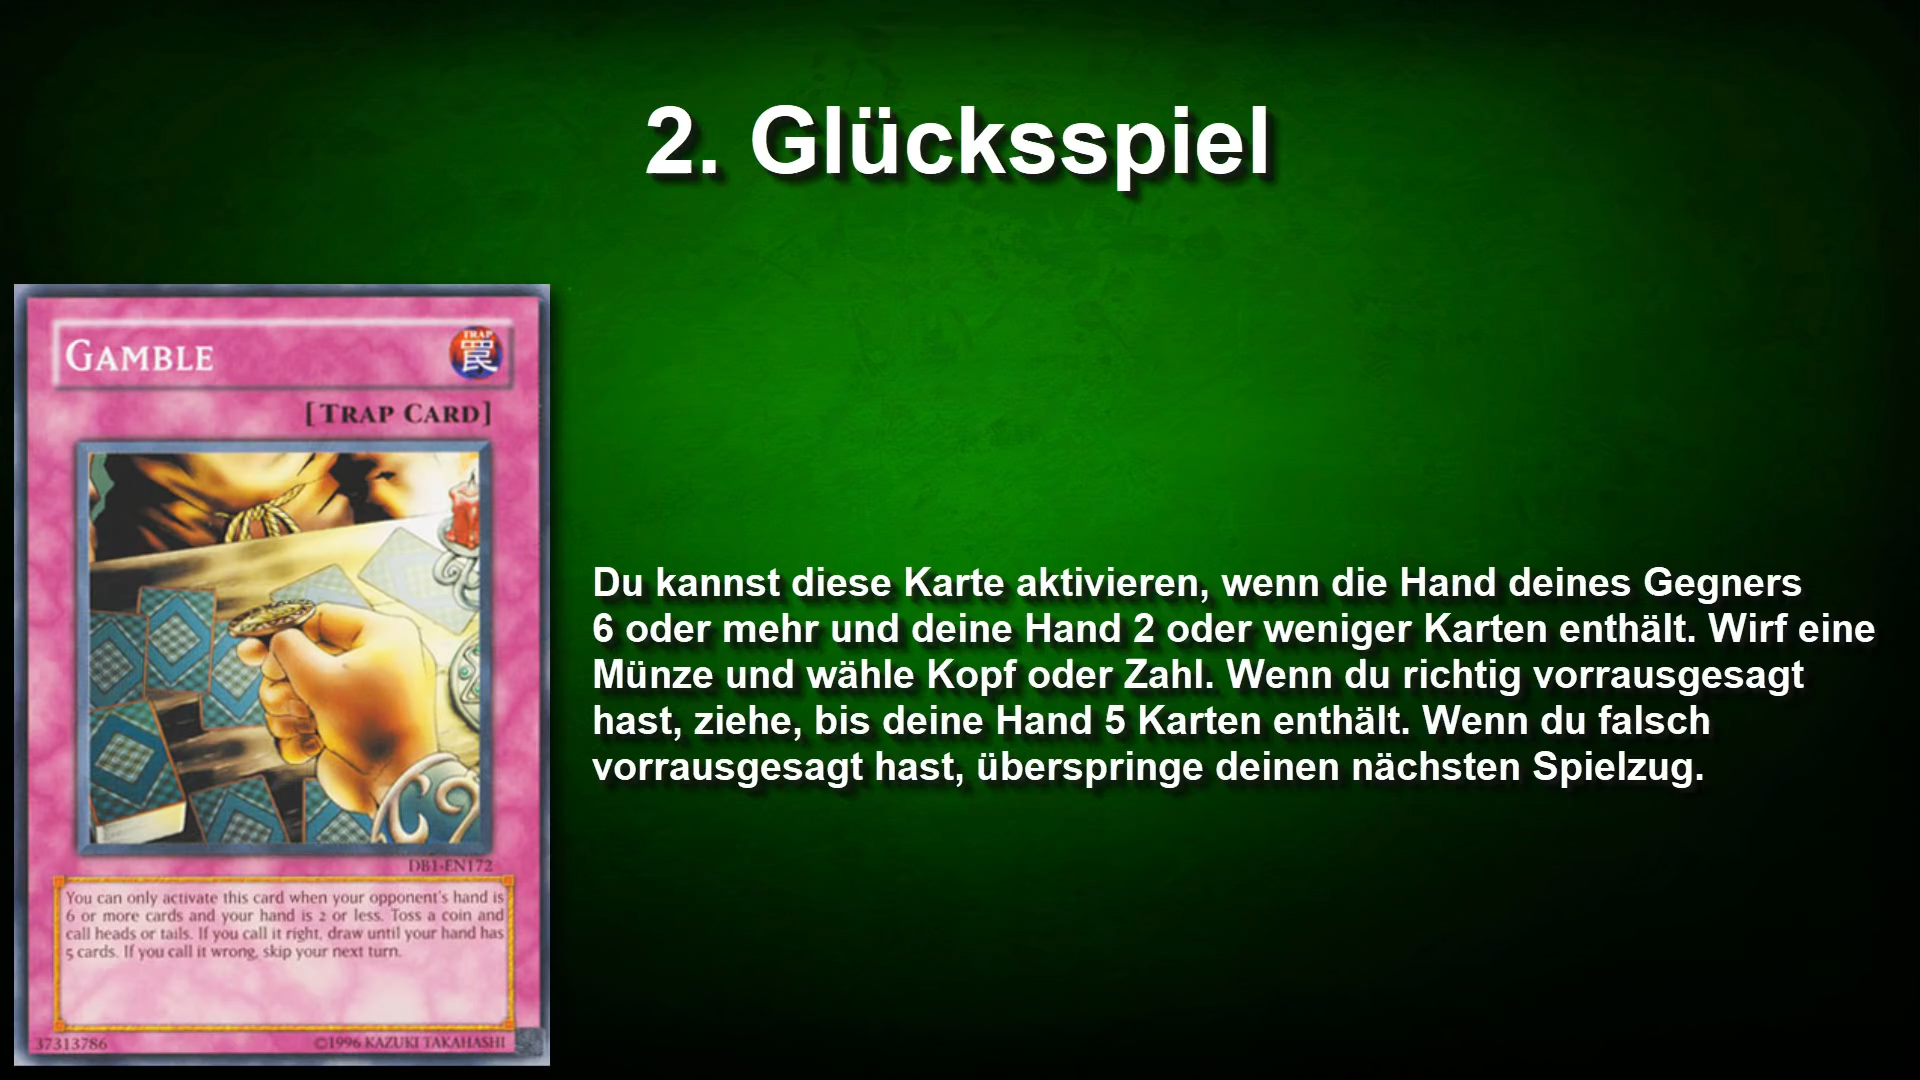 2. Glücksspiel
GAMBLE
TRAP
罠
[TRAP CARD]
DB1-EN172
You can only activate this card when your opponent's hand is
6 or more cards and your hand is 2 or less. Toss a coin and
call heads or tails. If you call it right, draw until your hand has
5 cards. If you call it wrong, skip your next turn.
37313786
©1996 KAZUKI TAKAHASHI
Du kannst diese Karte aktivieren, wenn die Hand deines Gegners
6 oder mehr und deine Hand 2 oder weniger Karten enthält. Wirf eine
Münze und wähle Kopf oder Zahl. Wenn du richtig vorrausgesagt
hast, ziehe, bis deine Hand 5 Karten enthält. Wenn du falsch
vorrausgesagt hast, überspringe deinen nächsten Spielzug.